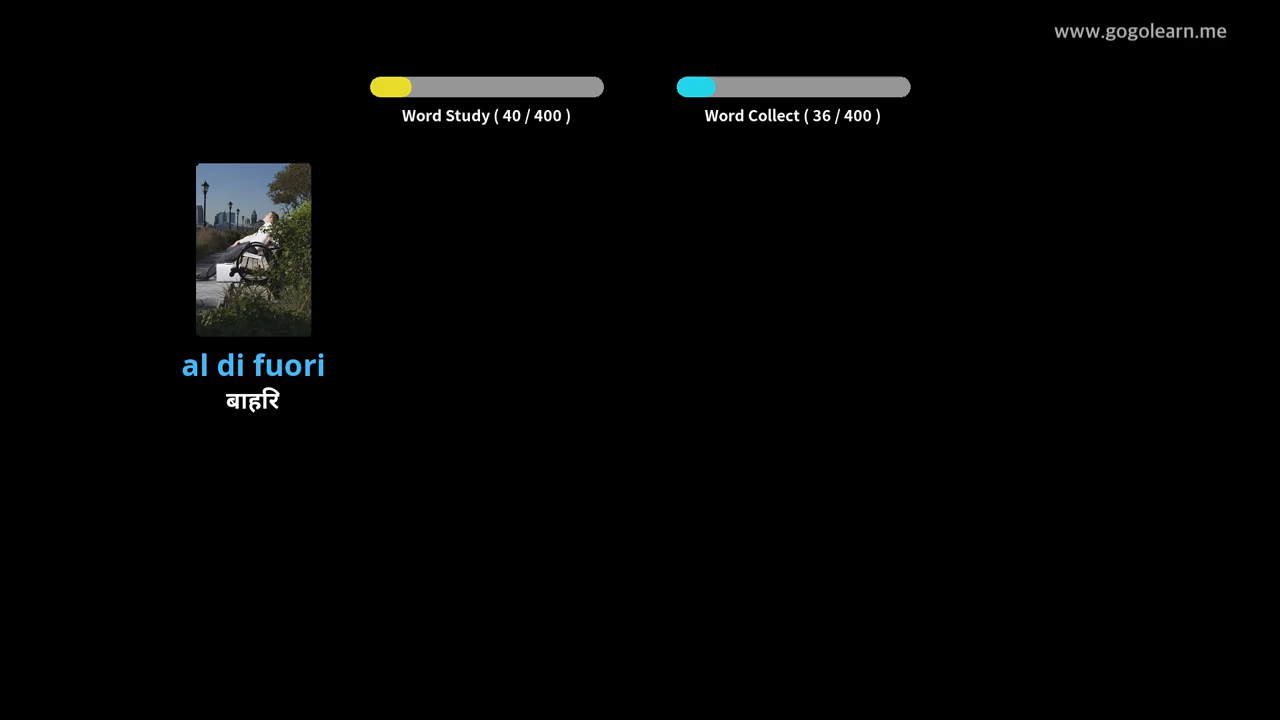 www.gogolearn.me
Word Study ( 40 / 400 )
Word Collect ( 36 / 400 )
al di fuori
बाहरि